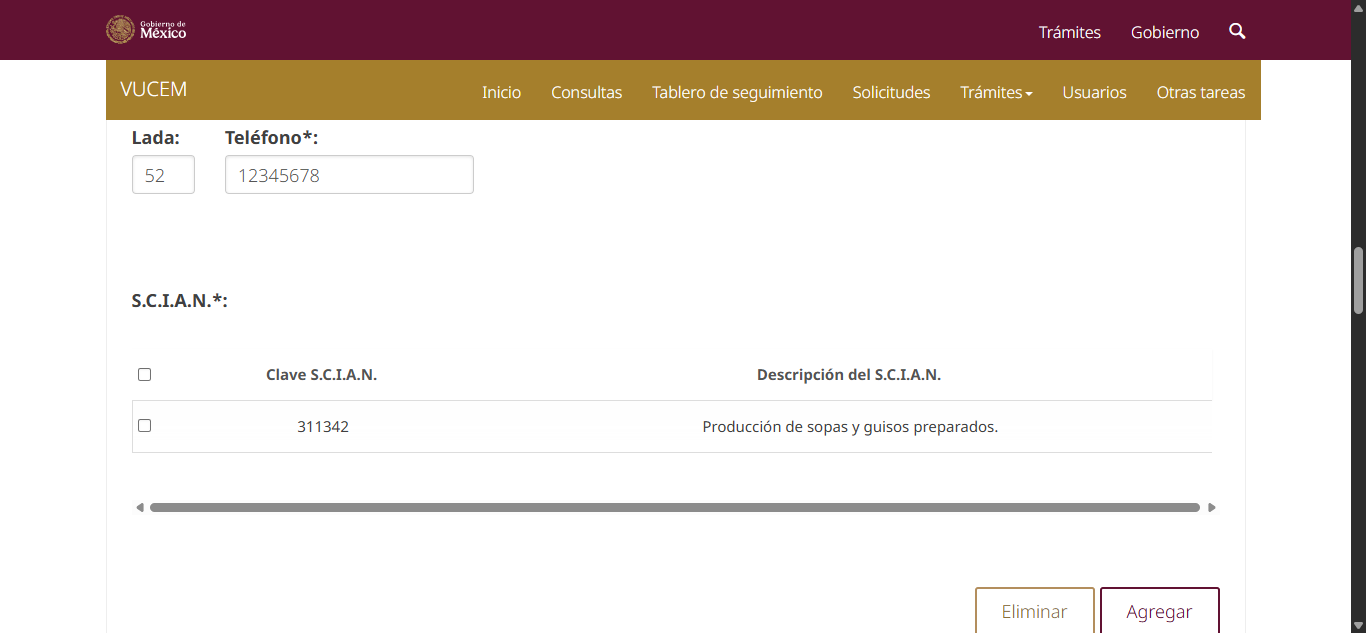 Gobierno de
México
Trámites
Gobierno
VUCEM
Inicio
Consultas
Tablero de seguimiento
Solicitudes
Trámites
Usuarios
Otras tareas
Lada:
Teléfono*:
52
12345678
S.C.I.A.N.*:
Clave S.C.I.A.N.
Descripción del S.C.I.A.N.
311342
Producción de sopas y guisos preparados.
Eliminar
Agregar